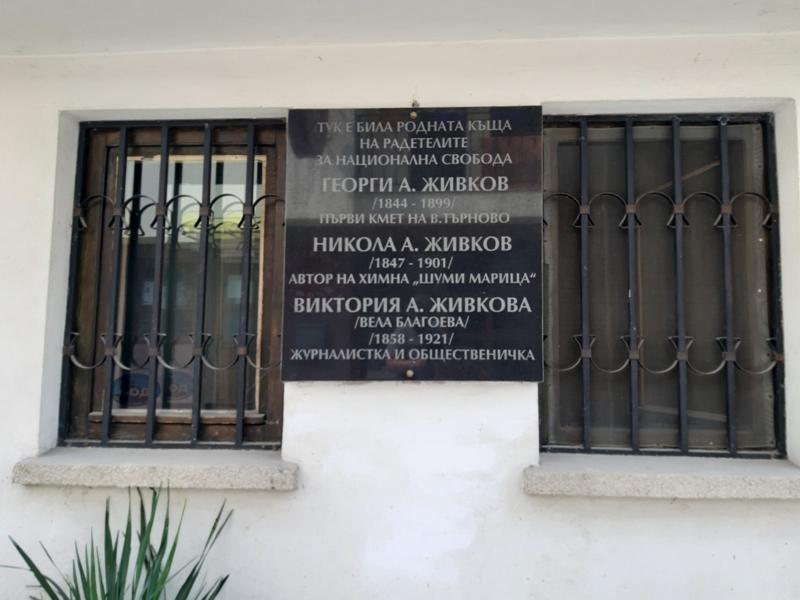 ТУК Е БИЛА РОДНАТА КЪЩА
НА РАДЕТЕЛИТЕ
ЗА НАЦИОНАЛНА СВОБОДА
ГЕОРГИ А. ЖИВКОВ
/1844 - 1899/
ПЪРВИ КМЕТ НА В.ТЪРНОВО
НИКОЛА А. ЖИВКОВ
/1847 - 1901/
АВТОР НА ХИМНА „ШУМИ МАРИЦА“
ВИКТОРИЯ А. ЖИВКОВА
/ВЕЛА БЛАГОЕВА/
/1858 - 1921/
ЖУРНАЛИСТКА И ОБЩЕСТВЕНИЧКА